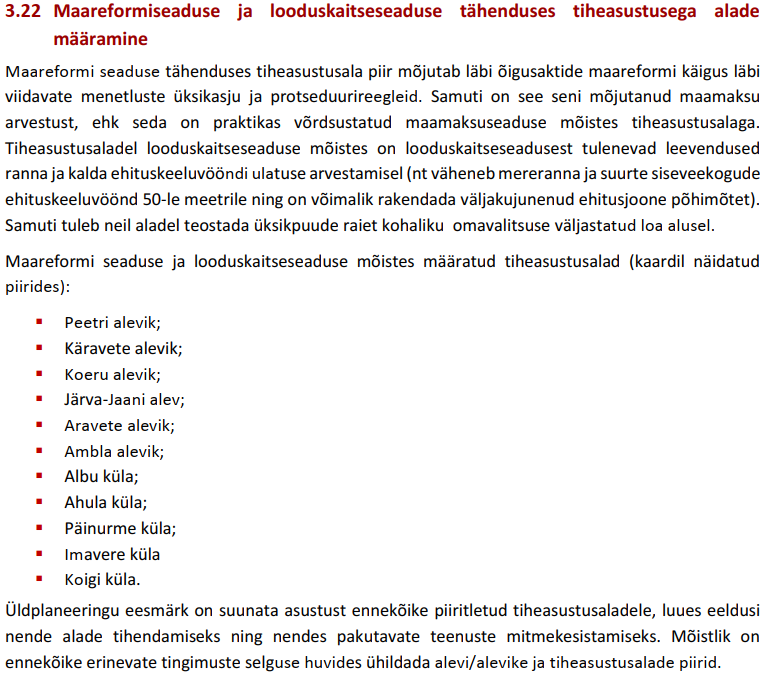 3.22 Maareformiseaduse ja looduskaitseseaduse tähenduses tiheasustusega alade
määramine
Maareformi seaduse tähenduses tiheasustusala piir mõjutab läbi õigusaktide maareformi käigus läbi
viidavate menetluste üksikasju ja protseduurireegleid. Samuti on see seni mõjutanud maamaksu
arvestust, ehk seda on praktikas võrdsustatud maamaksuseaduse mõistes tiheasustusalaga.
Tiheasustusaladel looduskaitseseaduse mõistes on looduskaitseseadusest tulenevad leevendused
ranna ja kalda ehituskeeluvööndi ulatuse arvestamisel (nt väheneb mereranna ja suurte siseveekogude
ehituskeeluvöönd 50-le meetrile ning on võimalik rakendada väljakujunenud ehitusjoone põhimõtet).
Samuti tuleb neil aladel teostada üksikpuude raiet kohaliku omavalitsuse väljastatud loa alusel.
Maareformi seaduse ja looduskaitseseaduse mõistes määratud tiheasustusalad (kaardil näidatud
piirides):
▪ Peetri alevik;
▪ Käravete alevik;
▪ Koeru alevik;
▪ Järva-Jaani alev;
▪ Aravete alevik;
▪ Ambla alevik;
▪ Albu küla;
▪ Ahula küla;
▪ Päinurme küla;
▪ Imavere küla
▪ Koigi küla.
Üldplaneeringu eesmärk on suunata asustust ennekõike piiritletud tiheasustusaladele, luues eeldusi
nende alade tihendamiseks ning nendes pakutavate teenuste mitmekesistamiseks. Mõistlik on
ennekõike erinevate tingimuste selguse huvides ühildada alevi/alevike ja tiheasustusalade piirid.